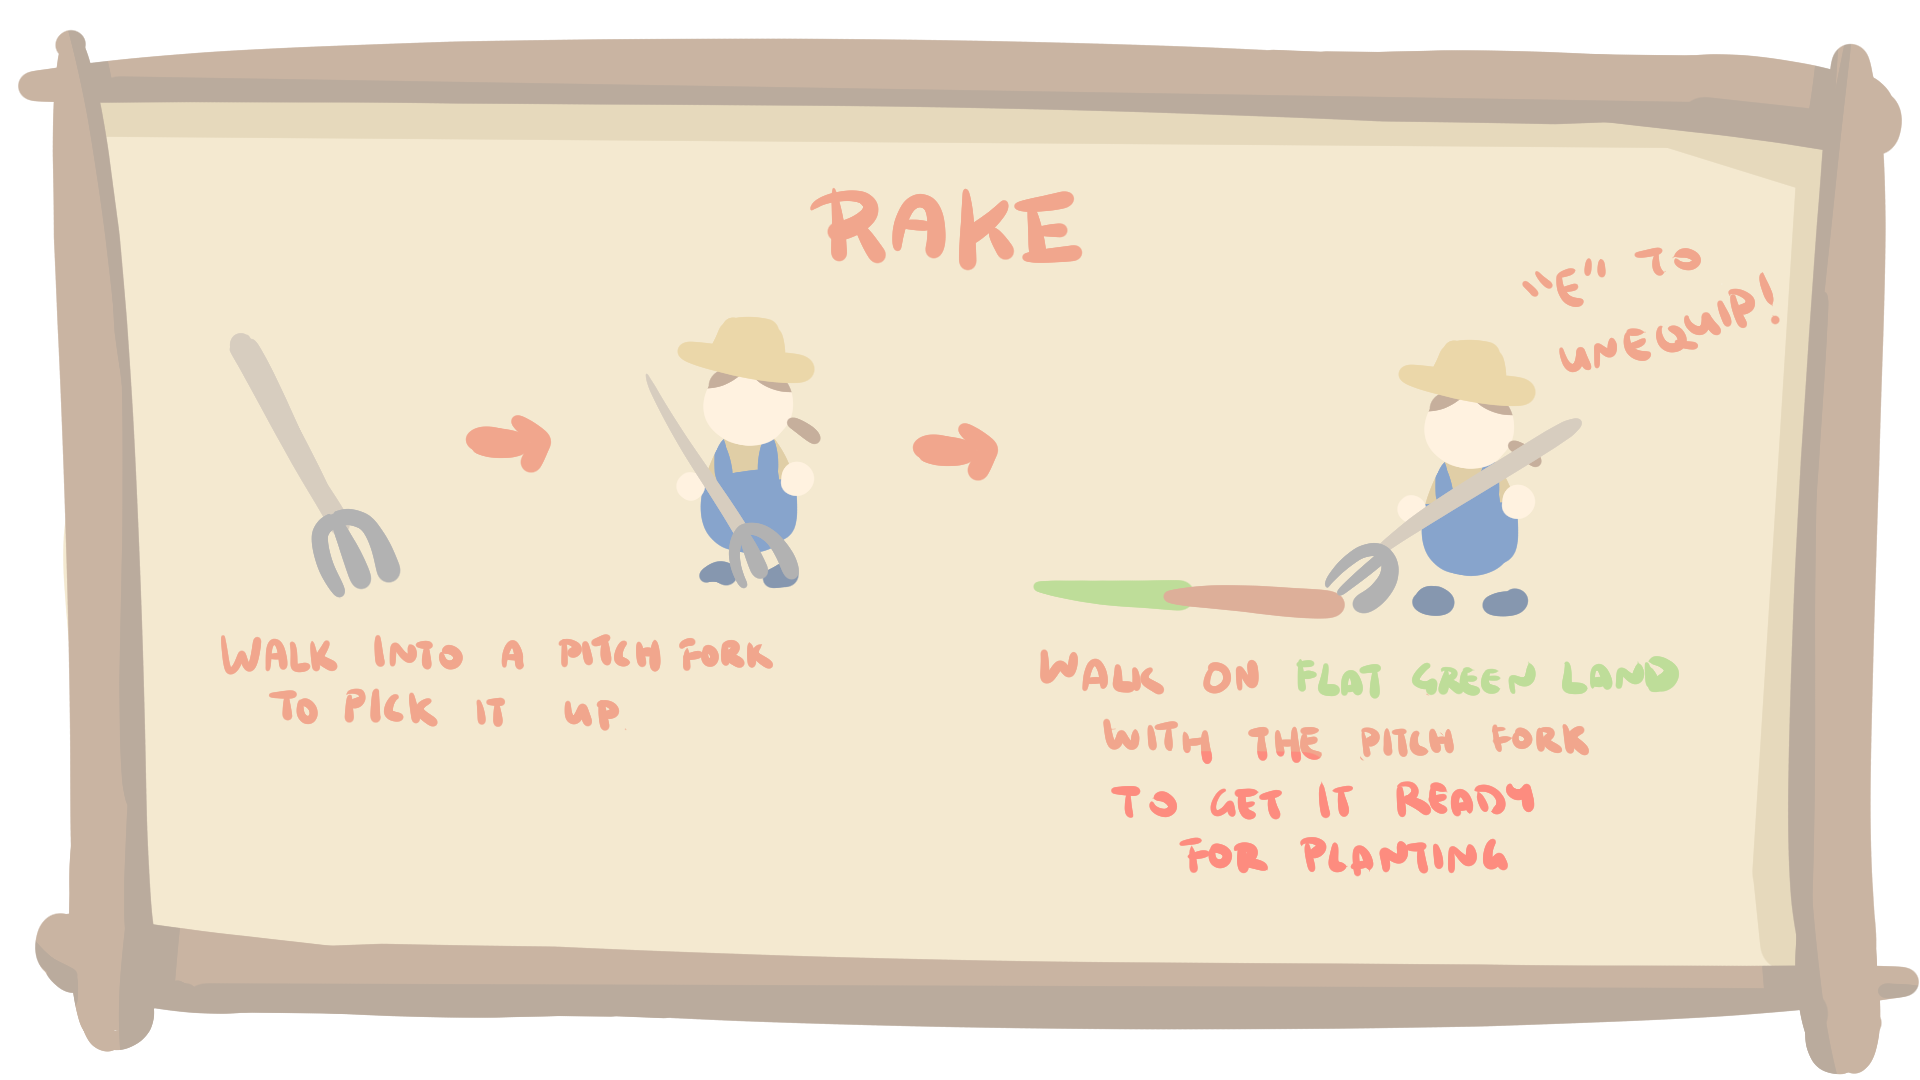 RAKE
"E" TO
UNEQUIP!
WALK INTO A PITCH FORK
TO PICK IT UP
WALK ON FLAT GREEN LAND
WITH THE PITCH FORK
TO GET IT READY
FOR PLANTING